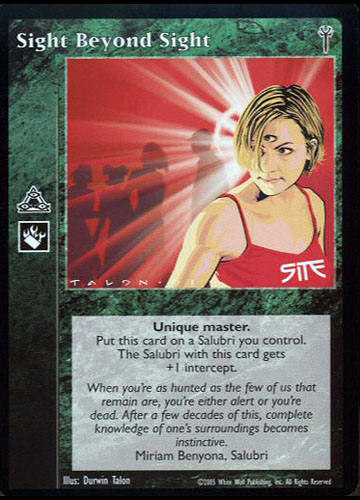 Sight Beyond Sight
TALON
SITE
Unique master.
Put this card on a Salubri you control.
The Salubri with this card gets
+1 intercept.
When you're as hunted as the few of us that
remain are, you're either alert or you're
dead. After a few decades of this, complete
knowledge of one's surroundings becomes
instinctive.
Miriam Benyona, Salubri
Illus: Durwin Talon
©2005 White Wolf Publishing, Inc. All Rights Reserved